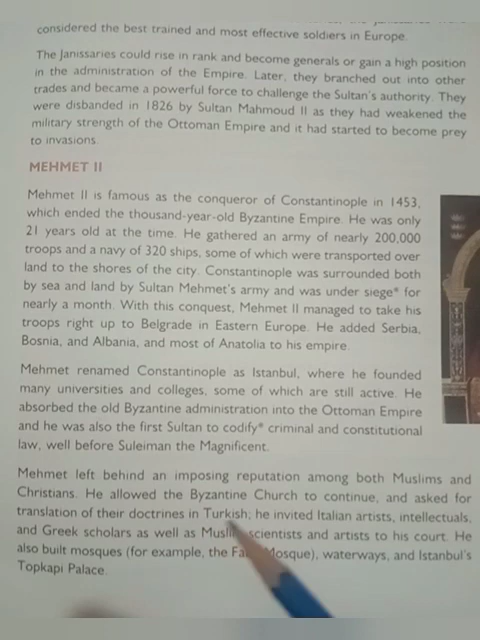 considered the best trained and most effective soldiers in Europe.
The Janissaries could rise in rank and become generals or gain a high position
in the administration of the Empire. Later, they branched out into other
trades and became a powerful force to challenge the Sultan's authority. They
were disbanded in 1826 by Sultan Mahmoud II as they had weakened the
military strength of the Ottoman Empire and it had started to become prey
to invasions.
MEHMET II
Mehmet II is famous as the conqueror of Constantinople in 1453,
which ended the thousand-year-old Byzantine Empire. He was only
21 years old at the time. He gathered an army of nearly 200,000
troops and a navy of 320 ships, some of which were transported over
land to the shores of the city. Constantinople was surrounded both
by sea and land by Sultan Mehmet's army and was under siege* for
nearly a month. With this conquest, Mehmet II managed to take his
troops right up to Belgrade in Eastern Europe. He added Serbia,
Bosnia, and Albania, and most of Anatolia to his empire.
Mehmet renamed Constantinople as Istanbul, where he founded
many universities and colleges, some of which are still active. He
absorbed the old Byzantine administration into the Ottoman Empire
and he was also the first Sultan to codify* criminal and constitutional
law, well before Suleiman the Magnificent.
Mehmet left behind an imposing reputation among both Muslims and
Christians. He allowed the Byzantine Church to continue, and asked for
translation of their doctrines in Turkish; he invited Italian artists, intellectuals,
and Greek scholars as well as scientists and artists to his court. He
also built mosques (for example, the Mosque), waterways, and Istanbul's
Topkapi Palace.